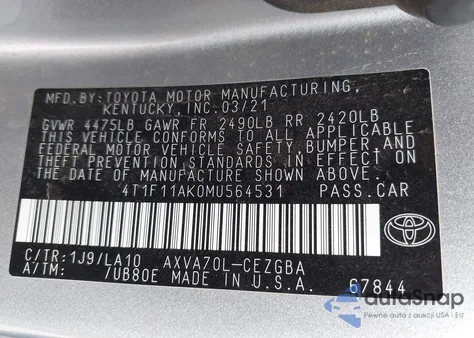 MFD.BY:TOYOTA MOTOR MANUFACTURING,
KENTUCKY,INC.03/21
GVWR 4475LB GAWR FR 2490LB RR 2420LB
THIS VEHICLE CONFORMS TO ALL APPLICABLE
FEDERAL MOTOR VEHICLE SAFETY,BUMPER,AND
THEFT PREVENTION STANDARDS IN EFFECT ON
THE DATE OF MANUFACTURE SHOWN ABOVE.
4T1F11AK0MU564531 PASS.CAR
C/TR:1J9/LA10 AXVA70L-CEZGBA
A/TM: /UB80E MADE IN U.S.A. 67844
autoSnap
Pewne auta z aukcji USA i EU